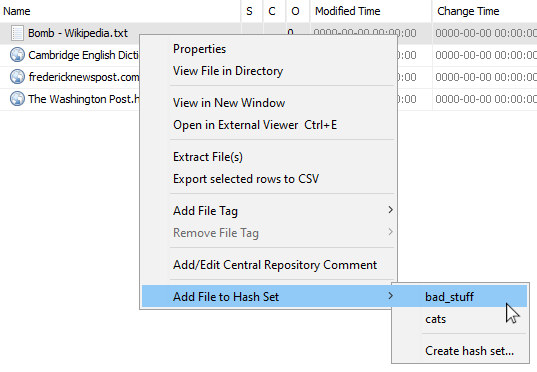 Name S C O Modified Time Change Time
Bomb - Wikipedia.txt 0 0000-00-00 00:00:00 0000-00-00 00:00:00
Cambridge English Dicti 00:00 0000-00-00 00:00:00
fredericknewspost.com 00:00 0000-00-00 00:00:00
The Washington Post.h 00:00 0000-00-00 00:00:00
Properties
View File in Directory
View in New Window
Open in External Viewer Ctrl+E
Extract File(s)
Export selected rows to CSV
Add File Tag
Remove File Tag
Add/Edit Central Repository Comment
Add File to Hash Set
bad_stuff
cats
Create hash set...